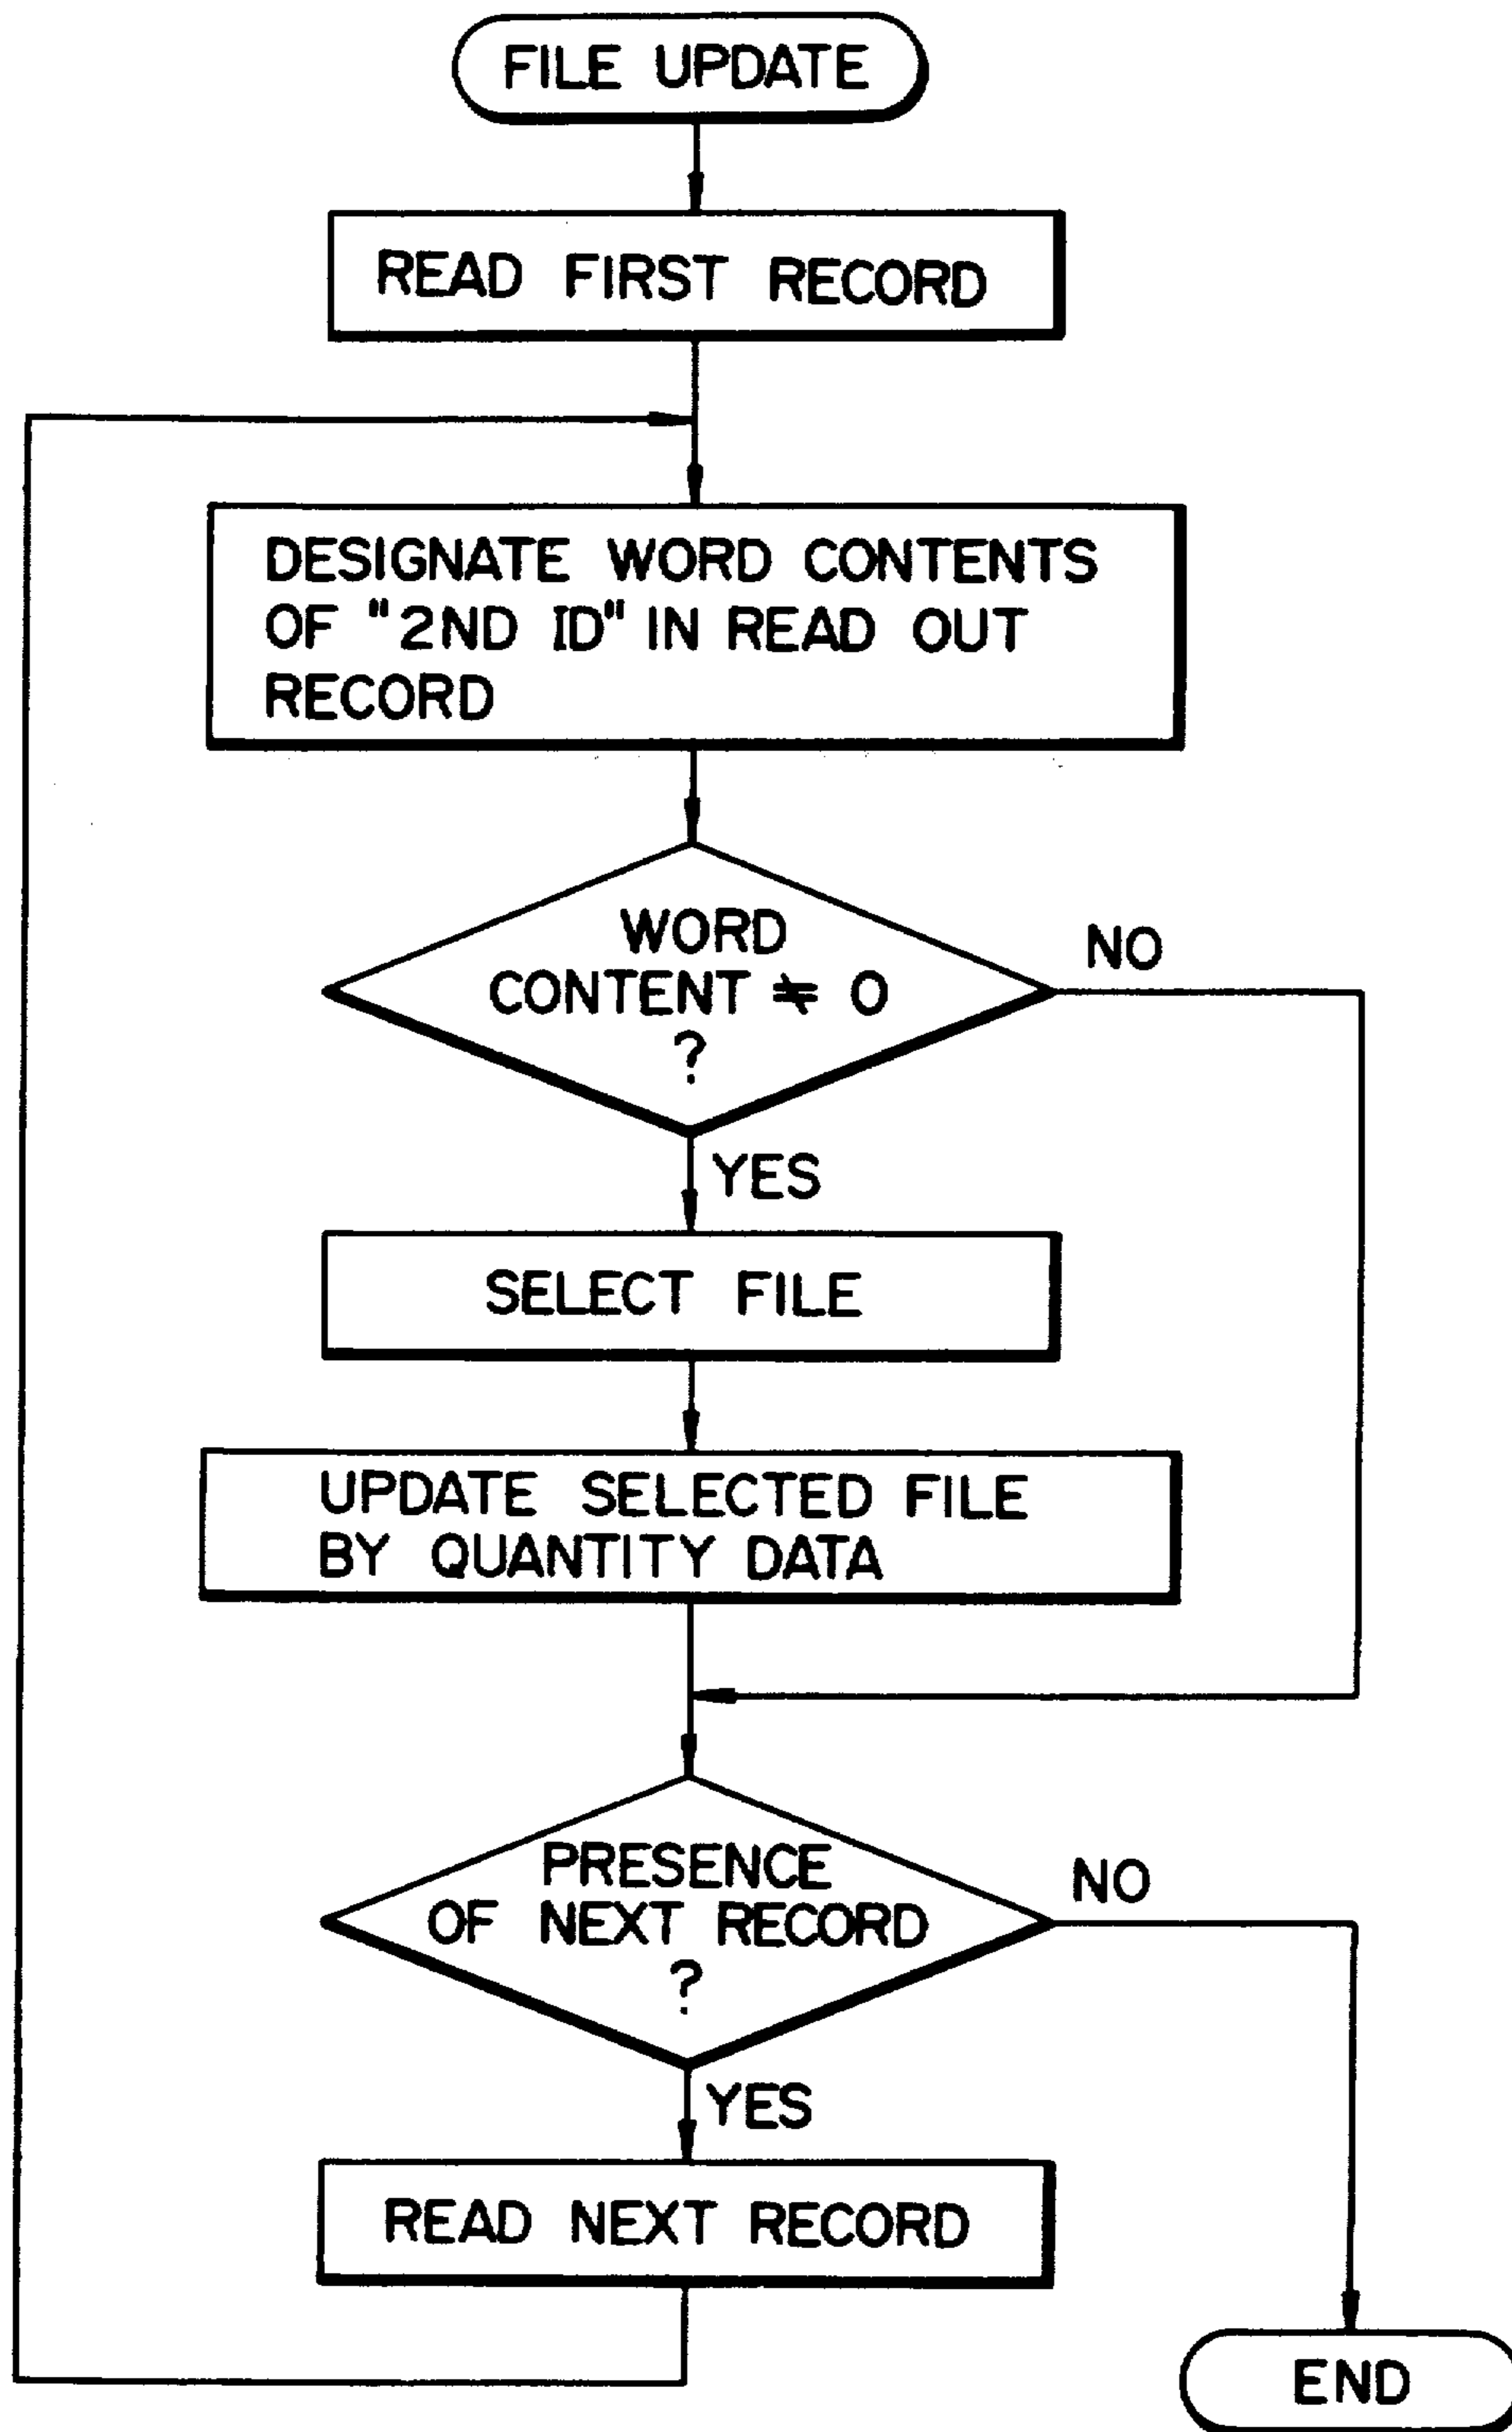 FILE UPDATE
READ FIRST RECORD
DESIGNATE WORD CONTENTS
OF "2ND ID" IN READ OUT
RECORD
WORD
CONTENT ≠ 0
?
NO
YES
SELECT FILE
UPDATE SELECTED FILE
BY QUANTITY DATA
PRESENCE
OF NEXT RECORD
?
NO
YES
READ NEXT RECORD
END